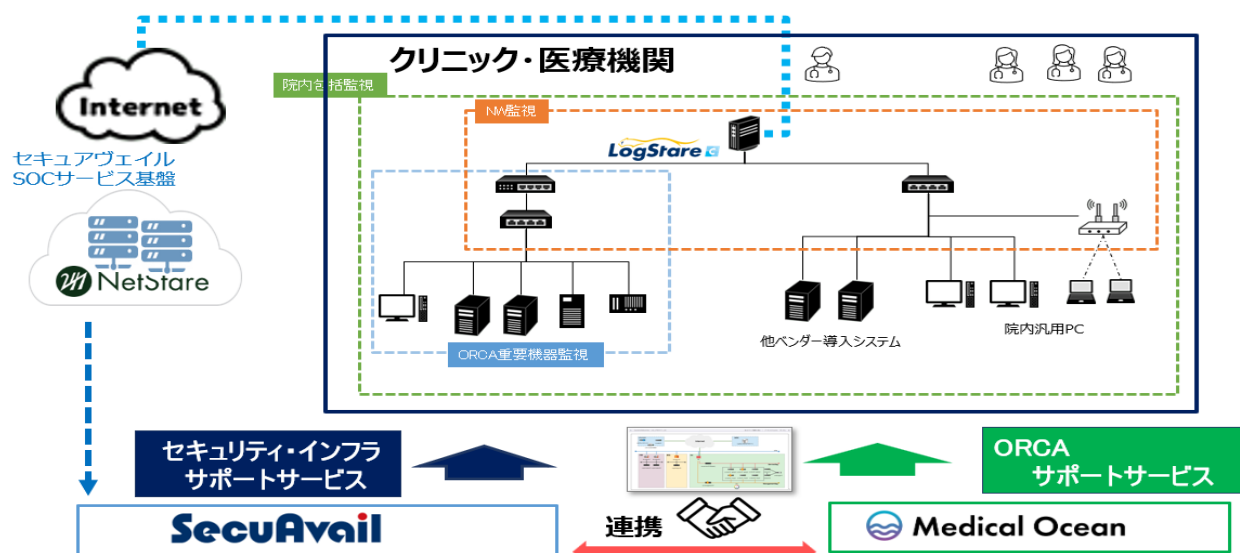 クリニック・医療機関
院内包括監視
Internet
NW監視
LogStare
セキュアヴェイル
SOCサービス基盤
24/7 NetStare
ORCA重要機器監視
他ベンダー導入システム
院内汎用PC
セキュリティ・インフラ
サポートサービス
ORCA
サポートサービス
SecuAvail
連携
Medical Ocean